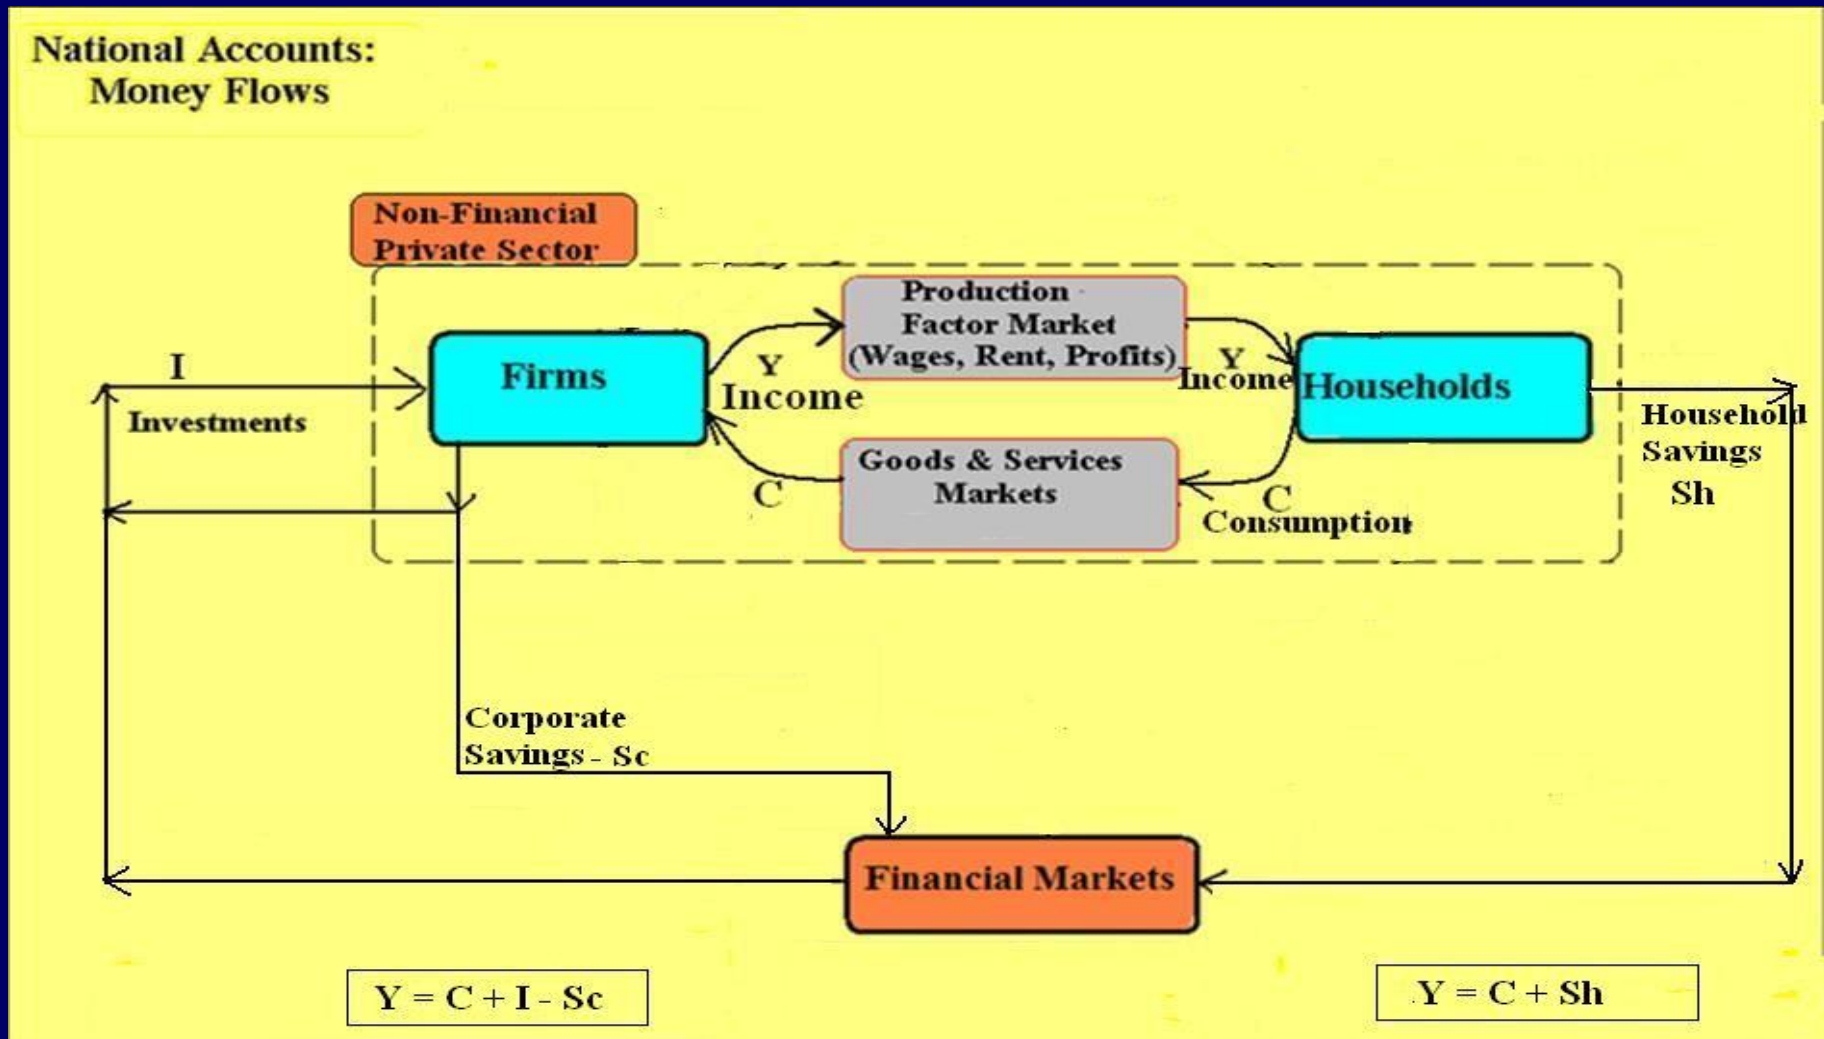 National Accounts:
Money Flows
Non-Financial
Private Sector
Production
Factor Market
(Wages, Rent, Profits)
I
Investments
Firms
Y
Income
Y
Income
Households
Household
Savings
Sh
Goods & Services
Markets
C
C
Consumption
Corporate
Savings - Sc
Financial Markets
Y = C + I - Sc
Y = C + Sh